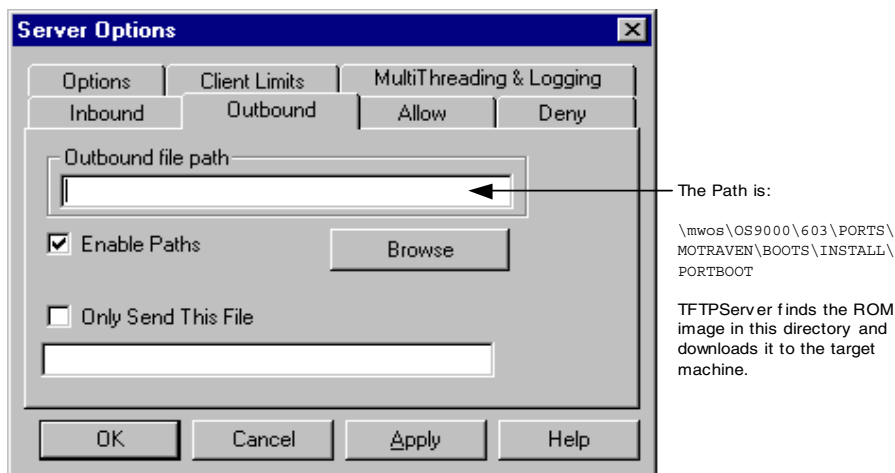 Server Options
Options Client Limits MultiThreading & Logging
Inbound Outbound Allow Deny
Outbound file path
Enable Paths
Browse
Only Send This File
OK Cancel Apply Help
The Path is:
\mwos\OS9000\603\PORTS\
MOTRAVEN\BOOTS\INSTALL\
PORTBOOT
TFTPServer finds the ROM
image in this directory and
downloads it to the target
machine.